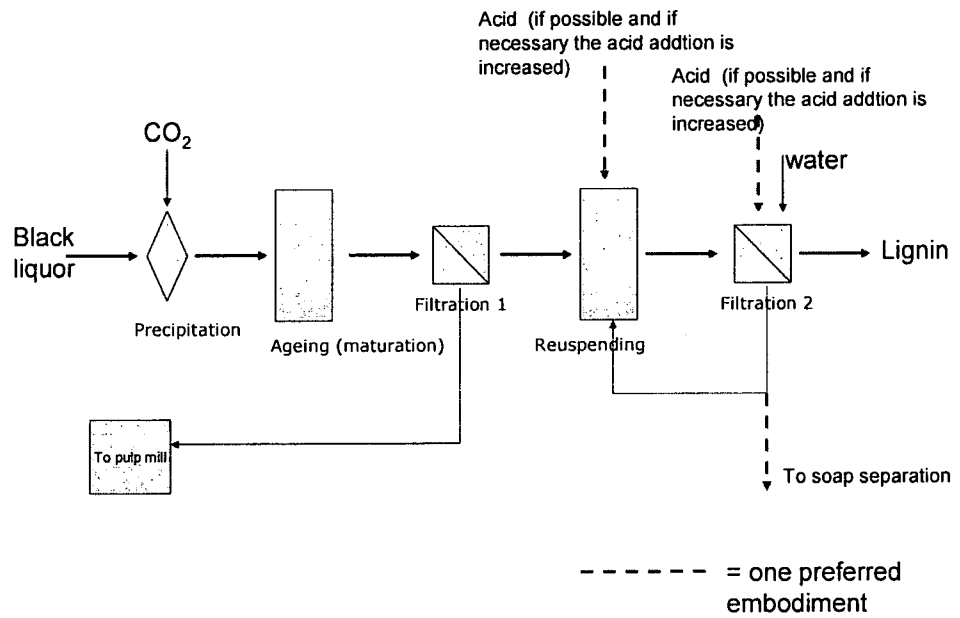 Acid (if possible and if
necessary the acid addtion is
increased)
Acid (if possible and if
necessary the acid addtion is
increased)
CO₂
water
Black
liquor
Lignin
Filtration 1
Filtration 2
Precipitation
Ageing (maturation)
Reuspending
To pulp mill
To soap separation
= one preferred
embodiment